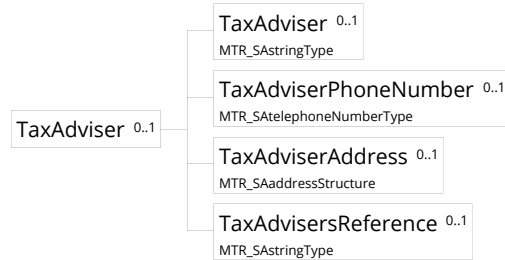 TaxAdviser 0..1
MTR_SAstringType
TaxAdviserPhoneNumber 0..1
MTR_SAtelephoneNumberType
TaxAdviser 0..1
TaxAdviserAddress 0..1
MTR_SAaddressStructure
TaxAdvisersReference 0..1
MTR_SAstringType